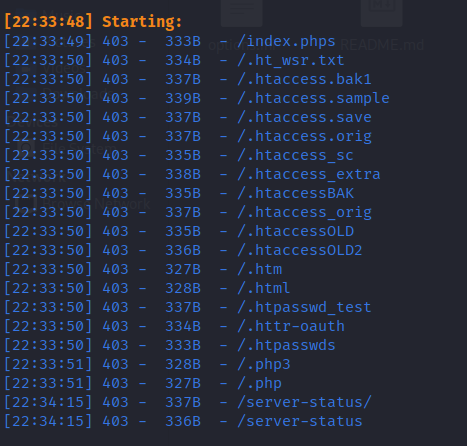 [22:33:48] Starting:
[22:33:49] 403 -  333B  - /index.phps
README.md
[22:33:50] 403 -  334B  - /.ht_wsr.txt
[22:33:50] 403 -  337B  - /.htaccess.bak1
[22:33:50] 403 -  339B  - /.htaccess.sample
[22:33:50] 403 -  337B  - /.htaccess.save
[22:33:50] 403 -  337B  - /.htaccess.orig
[22:33:50] 403 -  335B  - /.htaccess_sc
[22:33:50] 403 -  338B  - /.htaccess_extra
[22:33:50] 403 -  335B  - /.htaccessBAK
[22:33:50] 403 -  337B  - /.htaccess_orig
[22:33:50] 403 -  335B  - /.htaccessOLD
[22:33:50] 403 -  336B  - /.htaccessOLD2
[22:33:50] 403 -  327B  - /.htm
[22:33:50] 403 -  328B  - /.html
[22:33:50] 403 -  337B  - /.htpasswd_test
[22:33:50] 403 -  334B  - /.httr-oauth
[22:33:50] 403 -  333B  - /.htpasswds
[22:33:51] 403 -  328B  - /.php3
[22:33:51] 403 -  327B  - /.php
[22:34:15] 403 -  337B  - /server-status/
[22:34:15] 403 -  336B  - /server-status